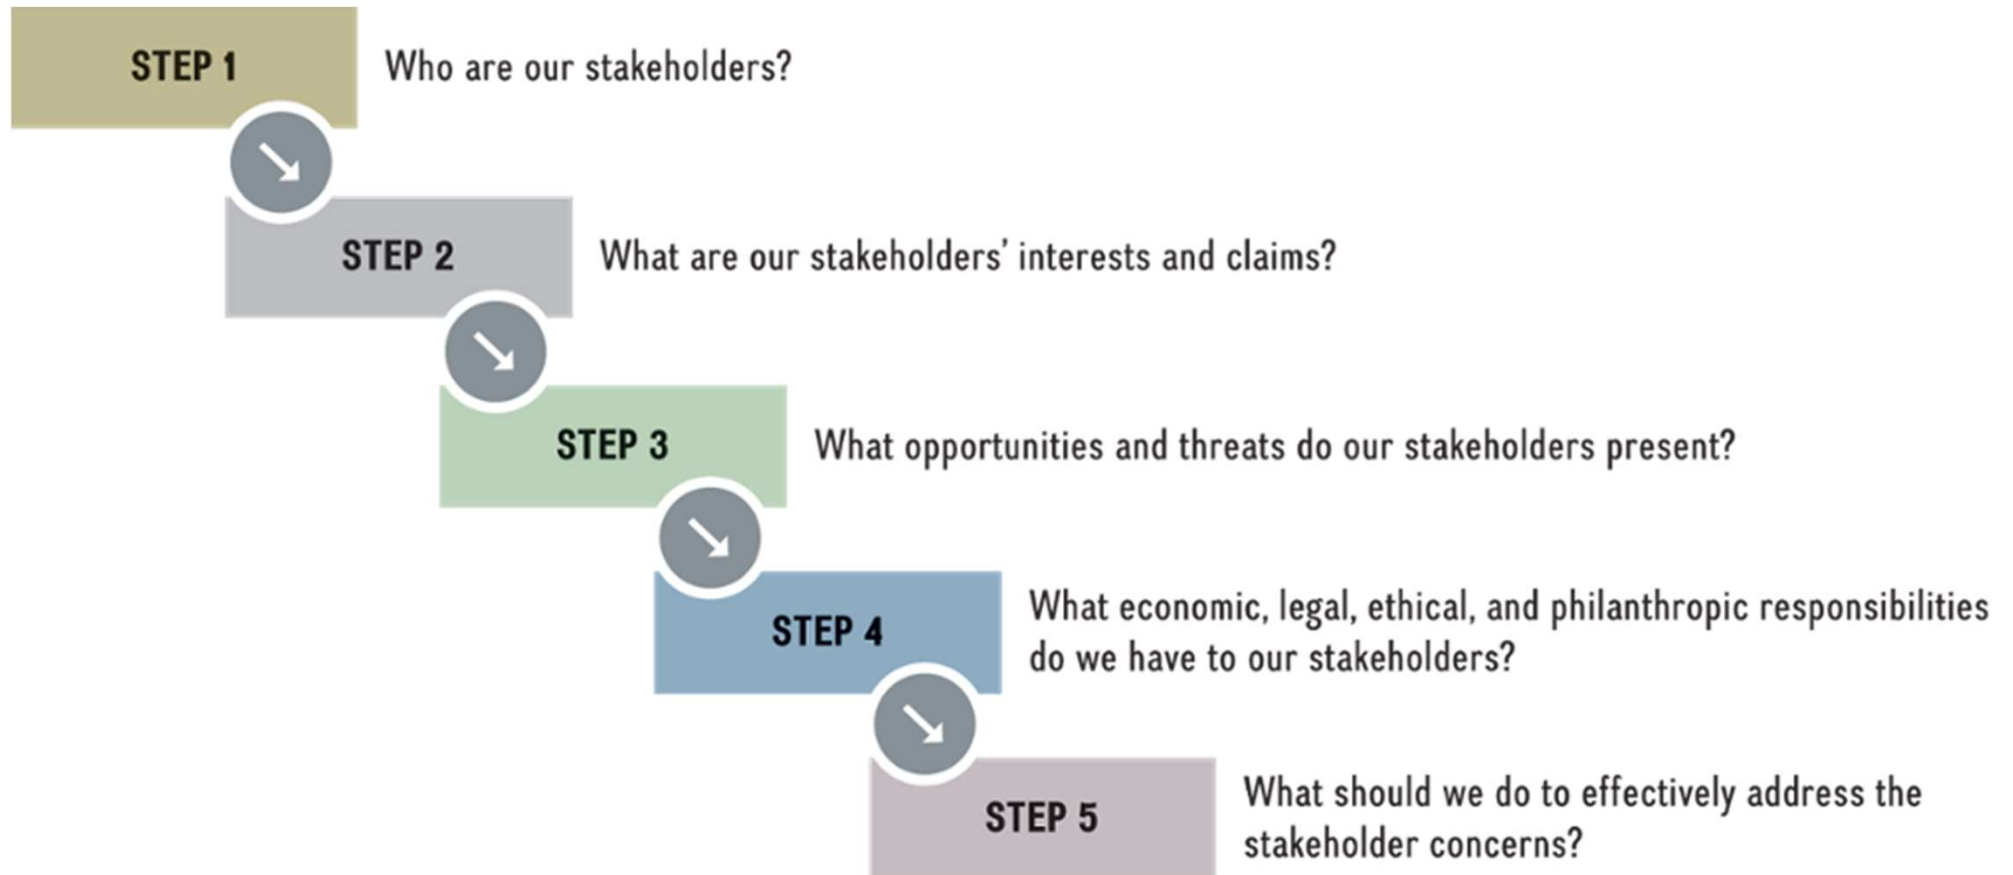 STEP 1
Who are our stakeholders?
STEP 2
What are our stakeholders’ interests and claims?
STEP 3
What opportunities and threats do our stakeholders present?
STEP 4
What economic, legal, ethical, and philanthropic responsibilities
do we have to our stakeholders?
STEP 5
What should we do to effectively address the
stakeholder concerns?